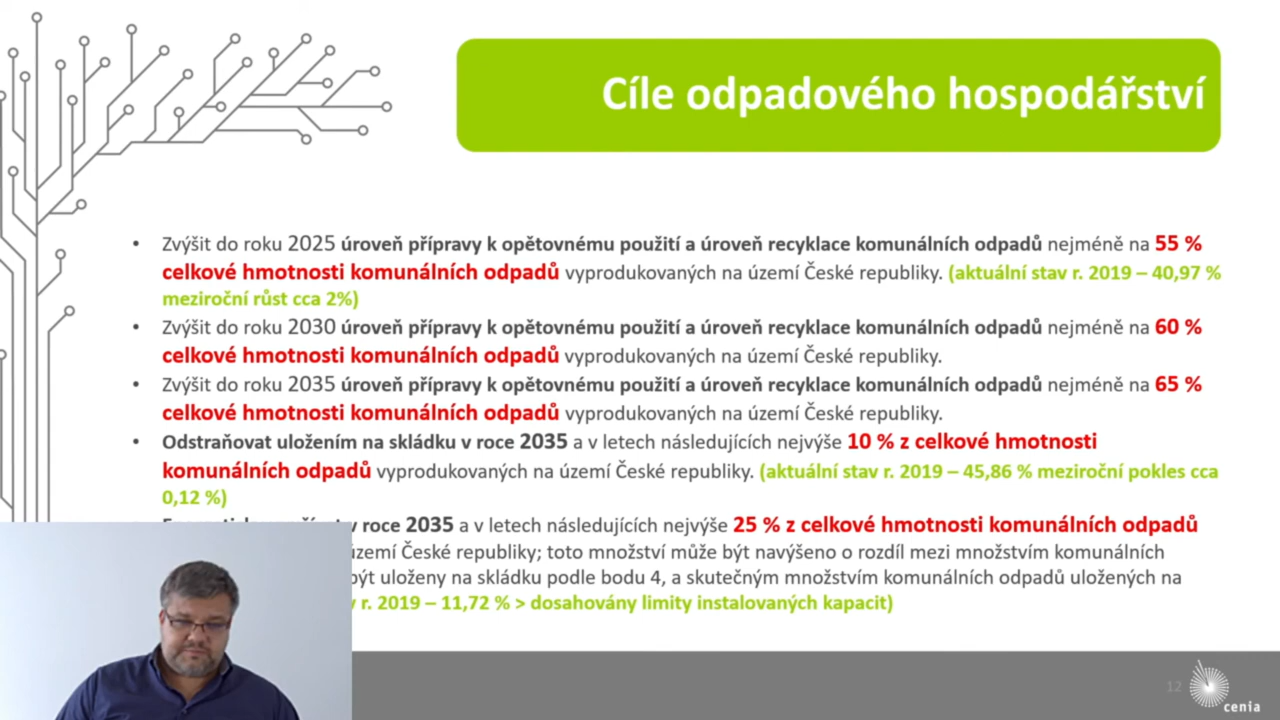 Cíle odpadového hospodářství
• Zvýšit do roku 2025 úroveň přípravy k opětovnému použití a úroveň recyklace komunálních odpadů nejméně na 55 %
celkové hmotnosti komunálních odpadů vyprodukovaných na území České republiky. (aktuální stav r. 2019 – 40,97 %
meziroční růst cca 2%)
• Zvýšit do roku 2030 úroveň přípravy k opětovnému použití a úroveň recyklace komunálních odpadů nejméně na 60 %
celkové hmotnosti komunálních odpadů vyprodukovaných na území České republiky.
• Zvýšit do roku 2035 úroveň přípravy k opětovnému použití a úroveň recyklace komunálních odpadů nejméně na 65 %
celkové hmotnosti komunálních odpadů vyprodukovaných na území České republiky.
• Odstraňovat uložením na skládku v roce 2035 a v letech následujících nejvýše 10 % z celkové hmotnosti
komunálních odpadů vyprodukovaných na území České republiky. (aktuální stav r. 2019 – 45,86 % meziroční pokles cca
0,12 %)
v roce 2035 a v letech následujících nejvýše 25 % z celkové hmotnosti komunálních odpadů
území České republiky; toto množství může být navýšeno o rozdíl mezi množstvím komunálních
být uloženy na skládku podle bodu 4, a skutečným množstvím komunálních odpadů uložených na
r. 2019 – 11,72 % > dosahovány limity instalovaných kapacit)
12
cenia